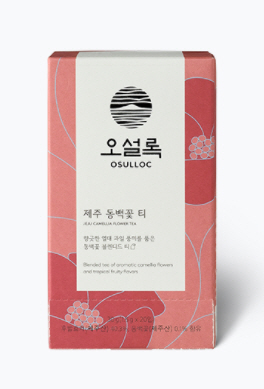 오설록
OSULLOC
제주 동백꽃 티
JEJU CAMELLIA FLOWER TEA
향긋한 열대 과일 풍미를 품은
동백꽃 블렌디드 티
Blended tea of aromatic camellia flowers
and tropical fruity flavors